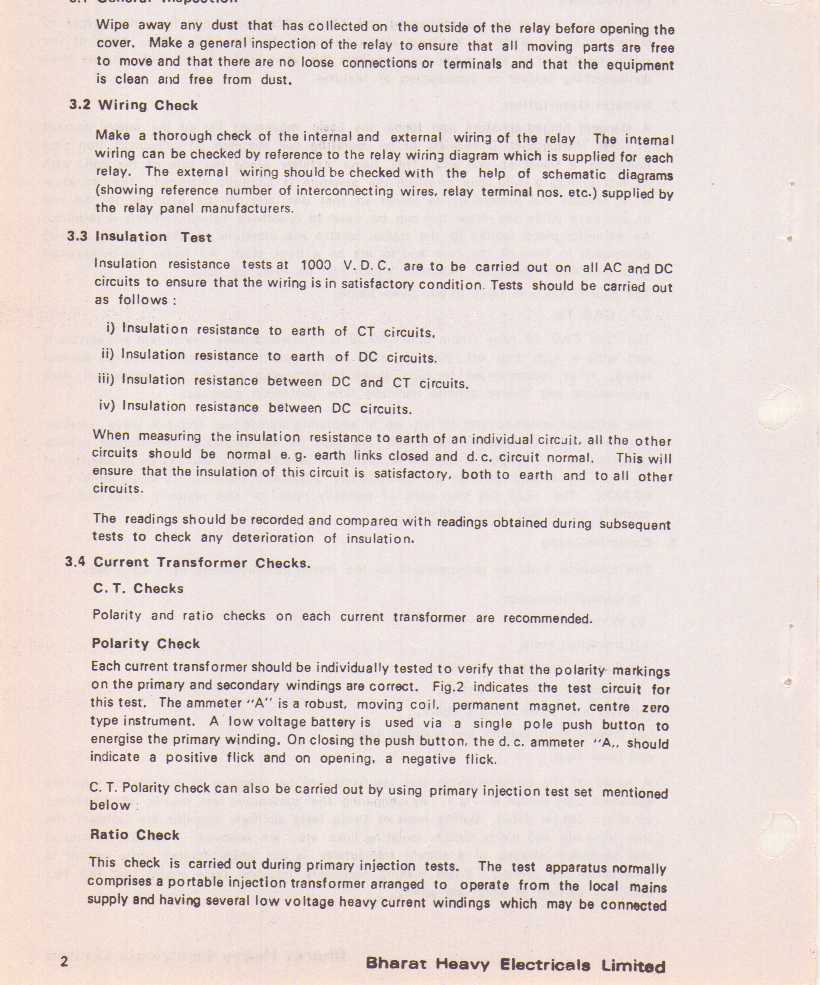 3.1 General Inspection
Wipe away any dust that has collected on the outside of the relay before opening the
cover. Make a general inspection of the relay to ensure that all moving parts are free
to move and that there are no loose connections or terminals and that the equipment
is clean and free from dust.
3.2 Wiring Check
Make a thorough check of the internal and external wiring of the relay The internal
wiring can be checked by reference to the relay wiring diagram which is supplied for each
relay. The external wiring should be checked with the help of schematic diagrams
(showing reference number of interconnecting wires, relay terminal nos. etc.) supplied by
the relay panel manufacturers.
3.3 Insulation Test
Insulation resistance tests at 1000 V. D. C. are to be carried out on all AC and DC
circuits to ensure that the wiring is in satisfactory condition. Tests should be carried out
as follows :
i) Insulation resistance to earth of CT circuits.
ii) Insulation resistance to earth of DC circuits.
iii) Insulation resistance between DC and CT circuits.
iv) Insulation resistance between DC circuits.
When measuring the insulation resistance to earth of an individual circuit, all the other
circuits should be normal e. g. earth links closed and d. c. circuit normal. This will
ensure that the insulation of this circuit is satisfactory, both to earth and to all other
circuits.
The readings should be recorded and compared with readings obtained during subsequent
tests to check any deterioration of insulation.
3.4 Current Transformer Checks.
C. T. Checks
Polarity and ratio checks on each current transformer are recommended.
Polarity Check
Each current transformer should be individually tested to verify that the polarity markings
on the primary and secondary windings are correct. Fig.2 indicates the test circuit for
this test. The ammeter "A" is a robust, moving coil, permanent magnet, centre zero
type instrument. A low voltage battery is used via a single pole push button to
energise the primary winding. On closing the push button, the d. c. ammeter "A,, should
indicate a positive flick and on opening, a negative flick.
C. T. Polarity check can also be carried out by using primary injection test set mentioned
below :
Ratio Check
This check is carried out during primary injection tests. The test apparatus normally
comprises a portable injection transformer arranged to operate from the local mains
supply and having several low voltage heavy current windings which may be connected
2 Bharat Heavy Electricals Limited